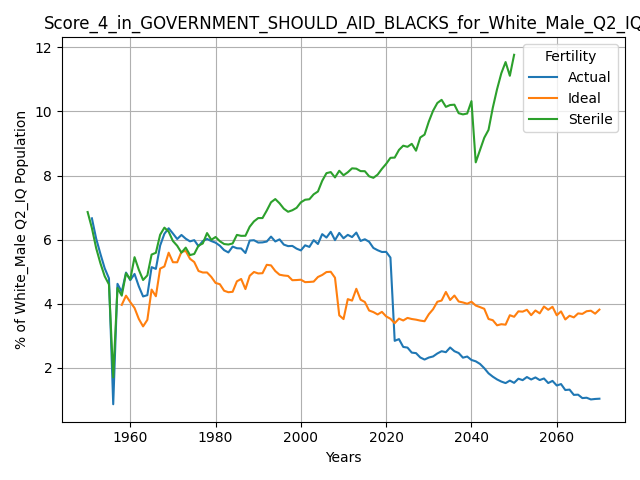 Score_4_in_GOVERNMENT_SHOULD_AID_BLACKS_for_White_Male_Q2_IQ
12
10
8
6
4
2
% of White_Male Q2_IQ Population
Fertility
Actual
Ideal
Sterile
1960
1980
2000
2020
2040
2060
Years